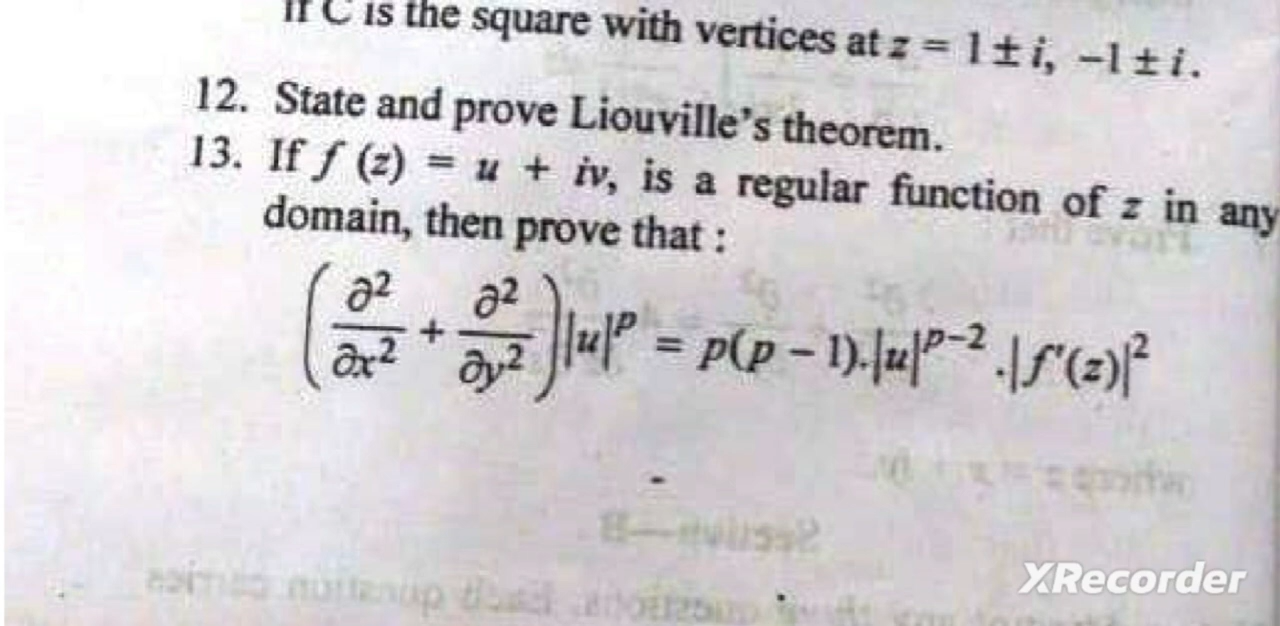 If C is the square with vertices at z = 1 ± i, −1 ± i.
12. State and prove Liouville's theorem.
13. If f (z) = u + iv, is a regular function of z in any
domain, then prove that :
(∂²/∂x² + ∂²/∂y²)|u|^p = p(p − 1).|u|^(p−2) .|f'(z)|²
XRecorder